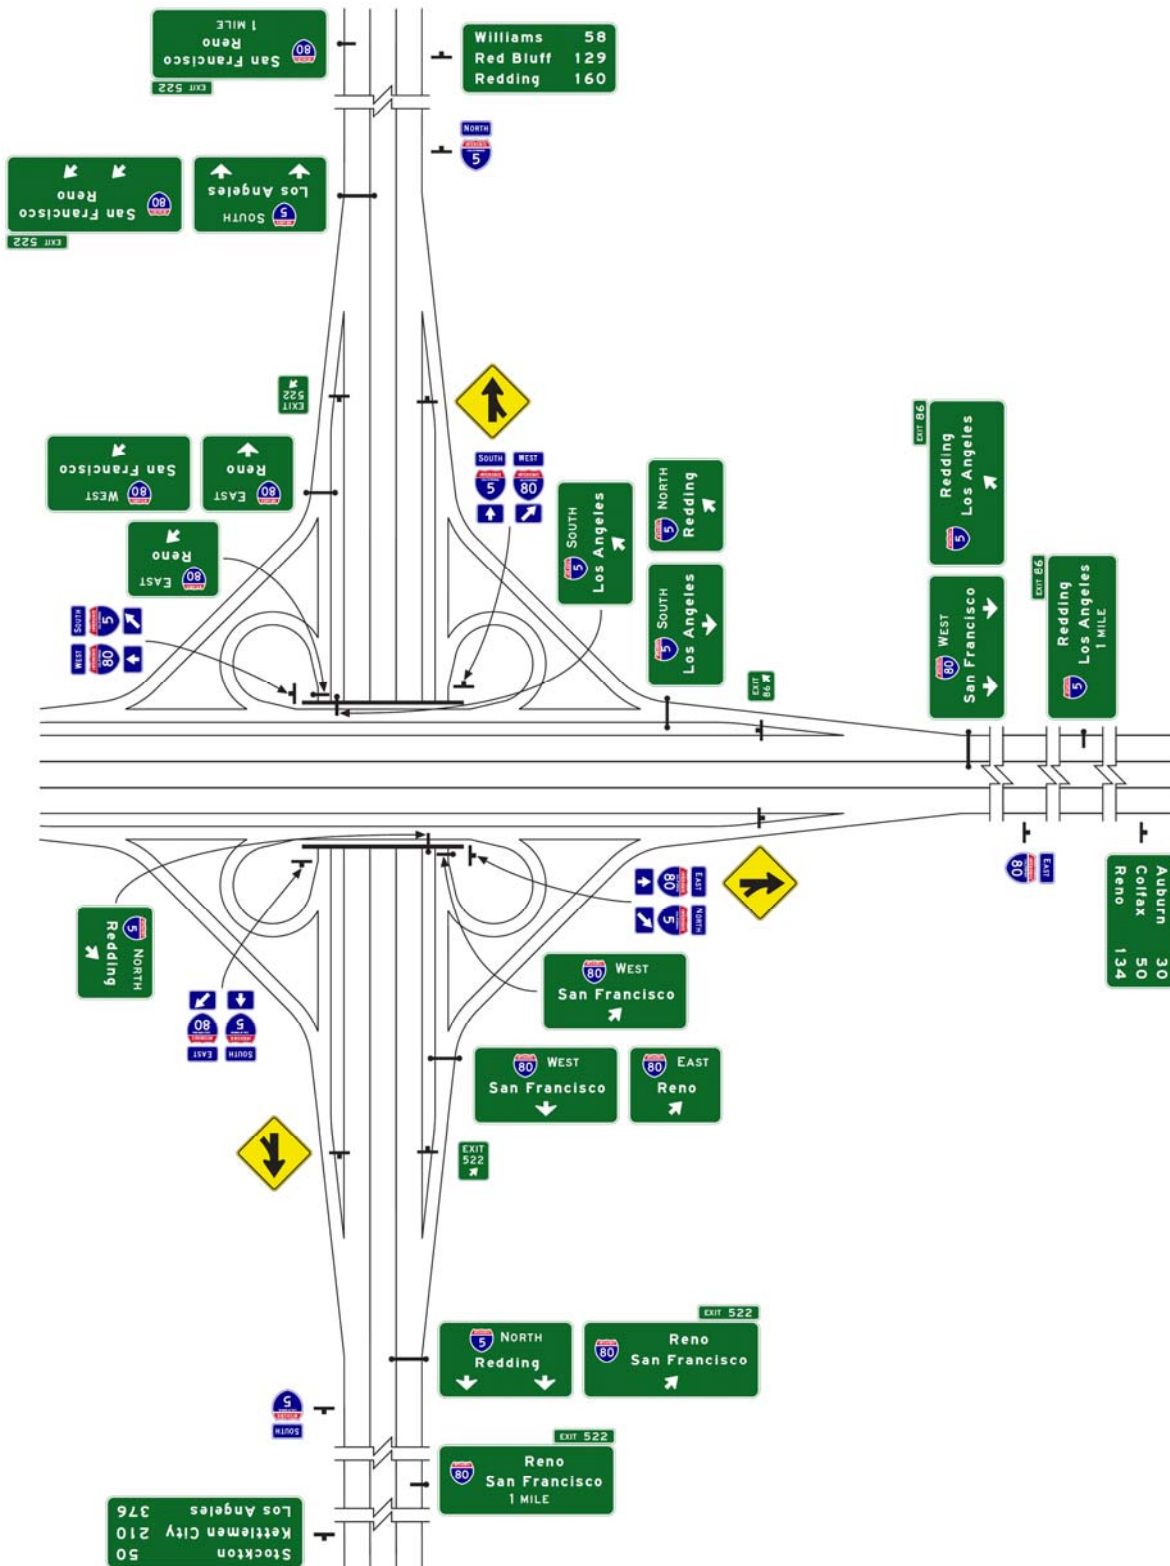 San Francisco
Reno
1 MILE
80
EXIT 522
Williams 58
Red Bluff 129
Redding 160
NORTH
5
San Francisco
Reno
80
EXIT 522
SOUTH
5
Los Angeles
EXIT
522
WEST
80
San Francisco
EAST
80
Reno
EAST
80
Reno
SOUTH
5
WEST
80
SOUTH
5
WEST
80
5 SOUTH
Los Angeles
5 NORTH
Redding
5 SOUTH
Los Angeles
EXIT
86
EXIT 86
Redding
Los Angeles
5
80 WEST
San Francisco
EXIT 86
Redding
Los Angeles
1 MILE
5
EAST
80
Auburn 30
Colfax 50
Reno 134
EAST
80
NORTH
5
5 NORTH
Redding
SOUTH
5
EAST
80
80 WEST
San Francisco
80 WEST
San Francisco
80 EAST
Reno
EXIT
522
5 NORTH
Redding
EXIT 522
80
Reno
San Francisco
SOUTH
5
EXIT 522
80
Reno
San Francisco
1 MILE
Stockton 50
Kettlemen City 210
Los Angeles 376